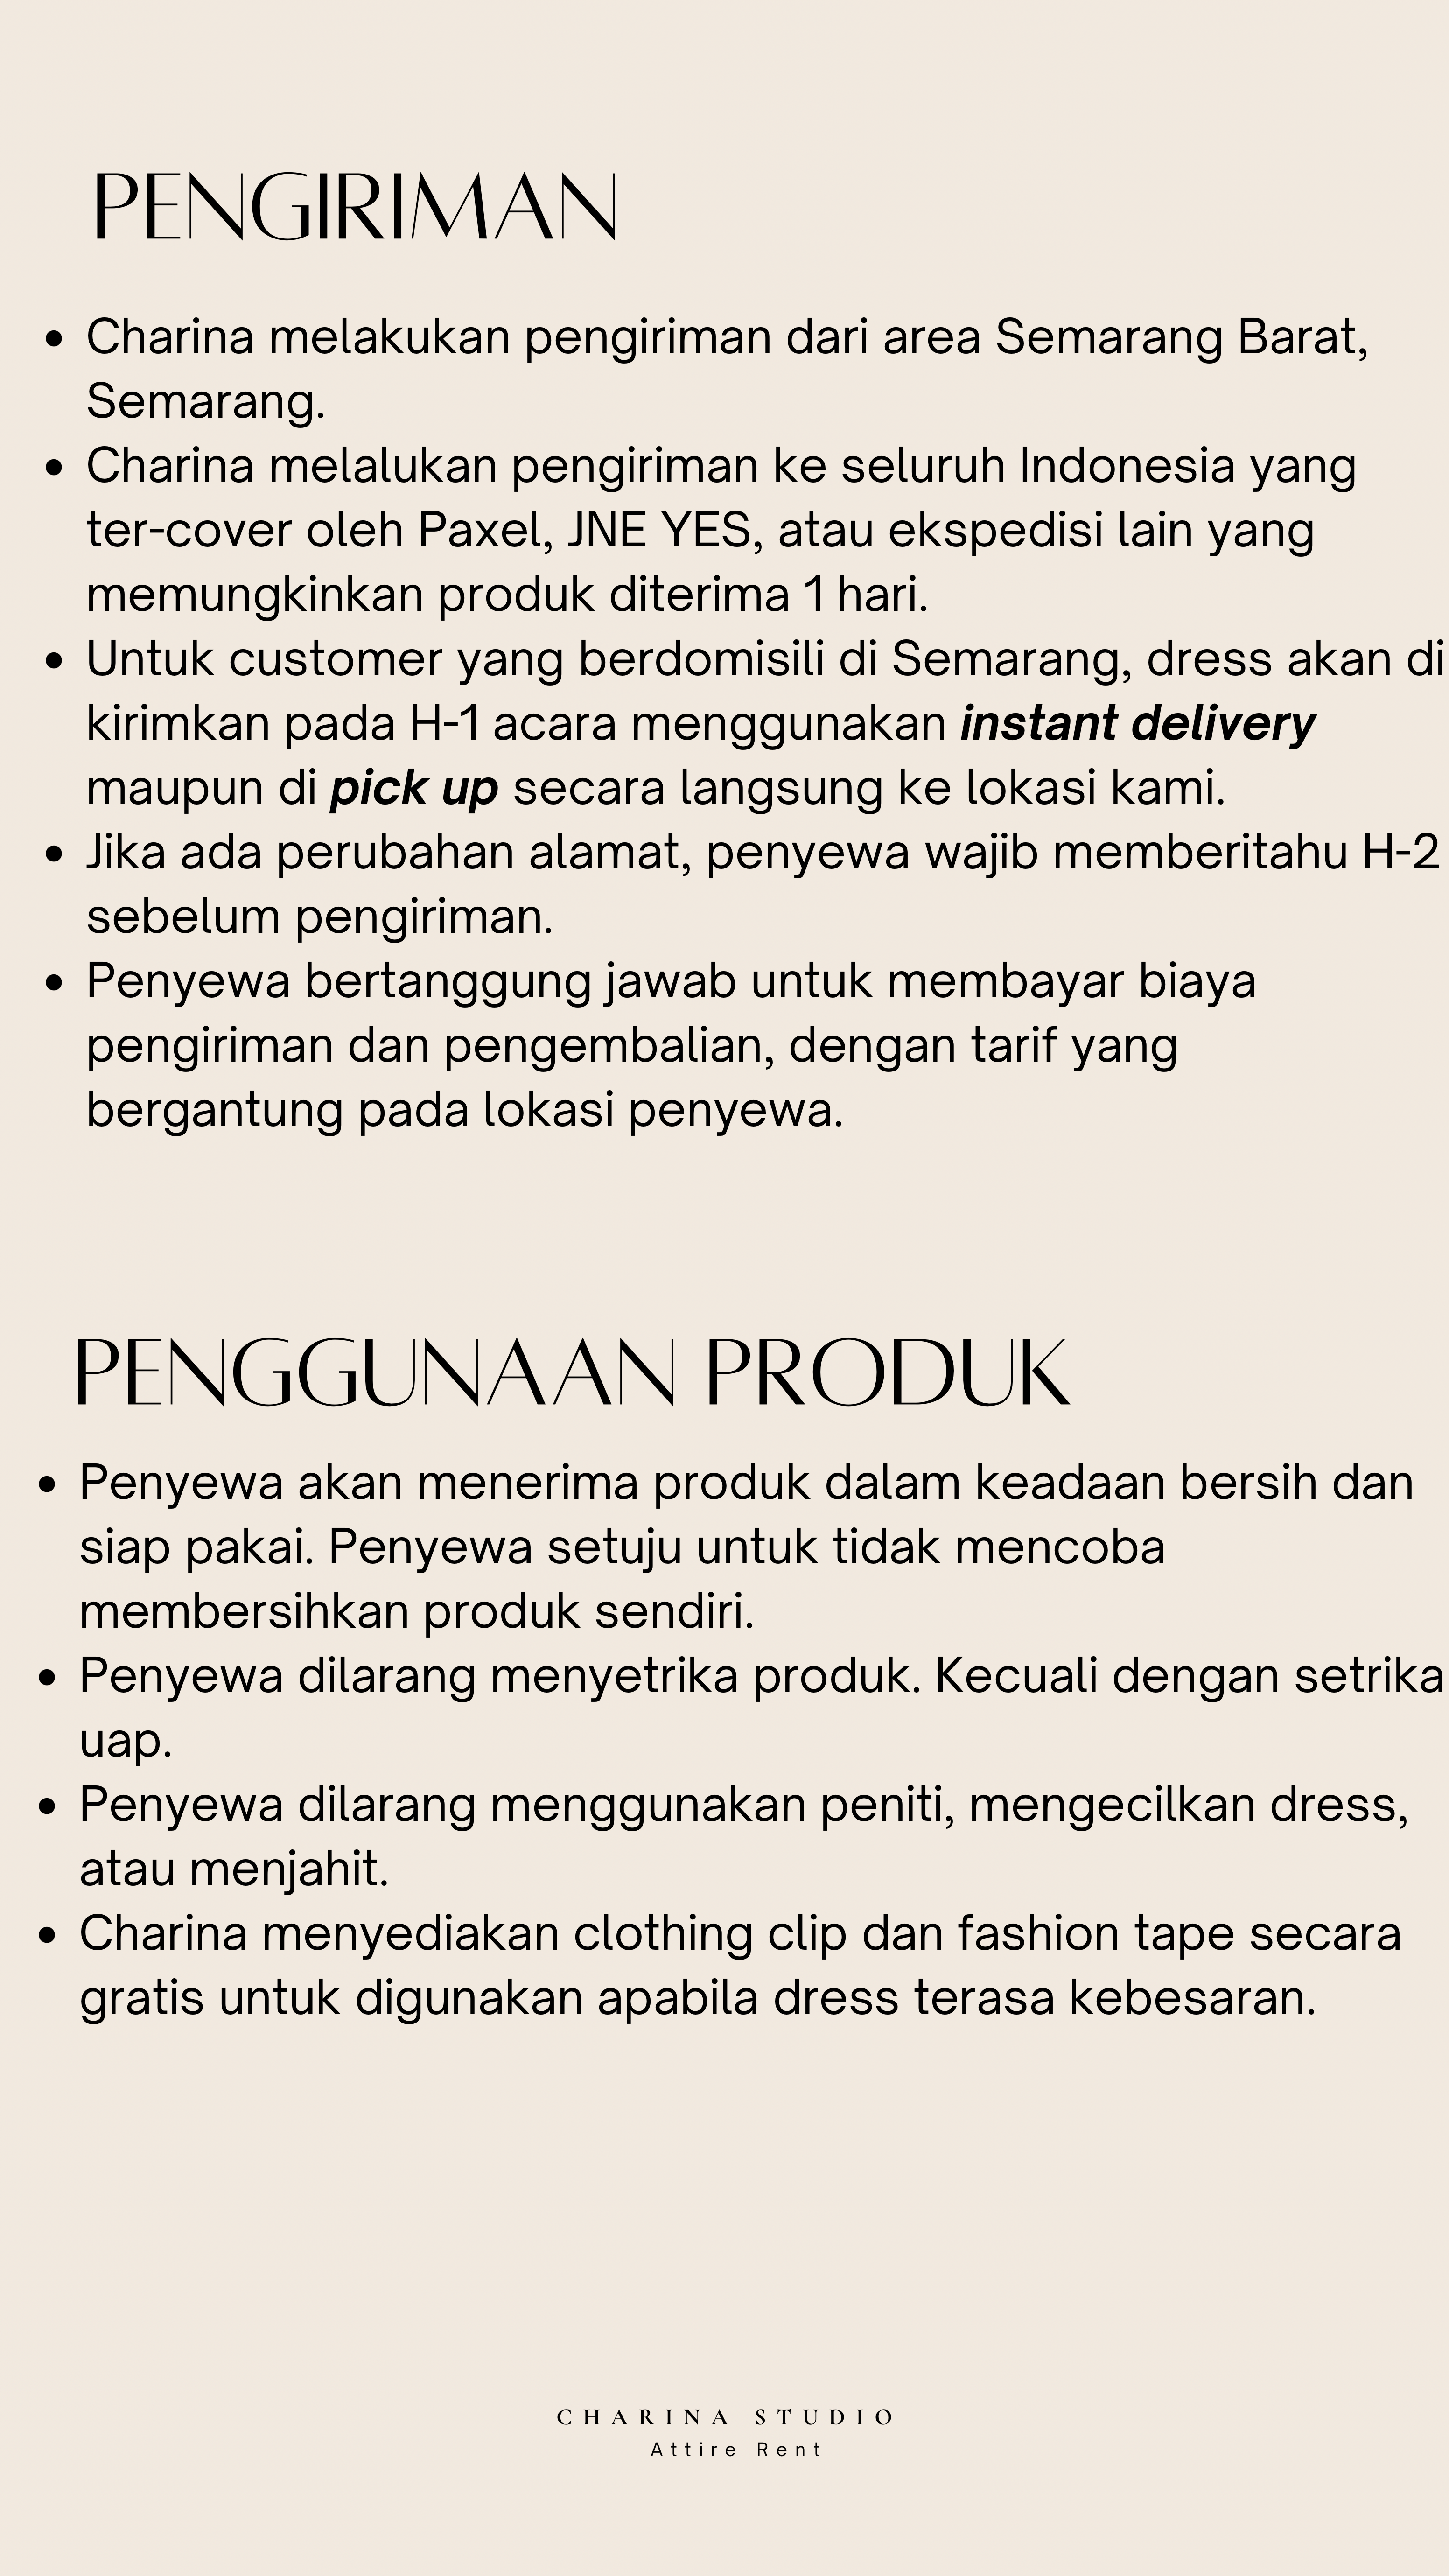 PENGIRIMAN
• Charina melakukan pengiriman dari area Semarang Barat,
Semarang.
• Charina melalukan pengiriman ke seluruh Indonesia yang
ter-cover oleh Paxel, JNE YES, atau ekspedisi lain yang
memungkinkan produk diterima 1 hari.
• Untuk customer yang berdomisili di Semarang, dress akan di
kirimkan pada H-1 acara menggunakan instant delivery
maupun di pick up secara langsung ke lokasi kami.
• Jika ada perubahan alamat, penyewa wajib memberitahu H-2
sebelum pengiriman.
• Penyewa bertanggung jawab untuk membayar biaya
pengiriman dan pengembalian, dengan tarif yang
bergantung pada lokasi penyewa.
PENGGUNAAN PRODUK
• Penyewa akan menerima produk dalam keadaan bersih dan
siap pakai. Penyewa setuju untuk tidak mencoba
membersihkan produk sendiri.
• Penyewa dilarang menyetrika produk. Kecuali dengan setrika
uap.
• Penyewa dilarang menggunakan peniti, mengecilkan dress,
atau menjahit.
• Charina menyediakan clothing clip dan fashion tape secara
gratis untuk digunakan apabila dress terasa kebesaran.
CHARINA STUDIO
Attire Rent